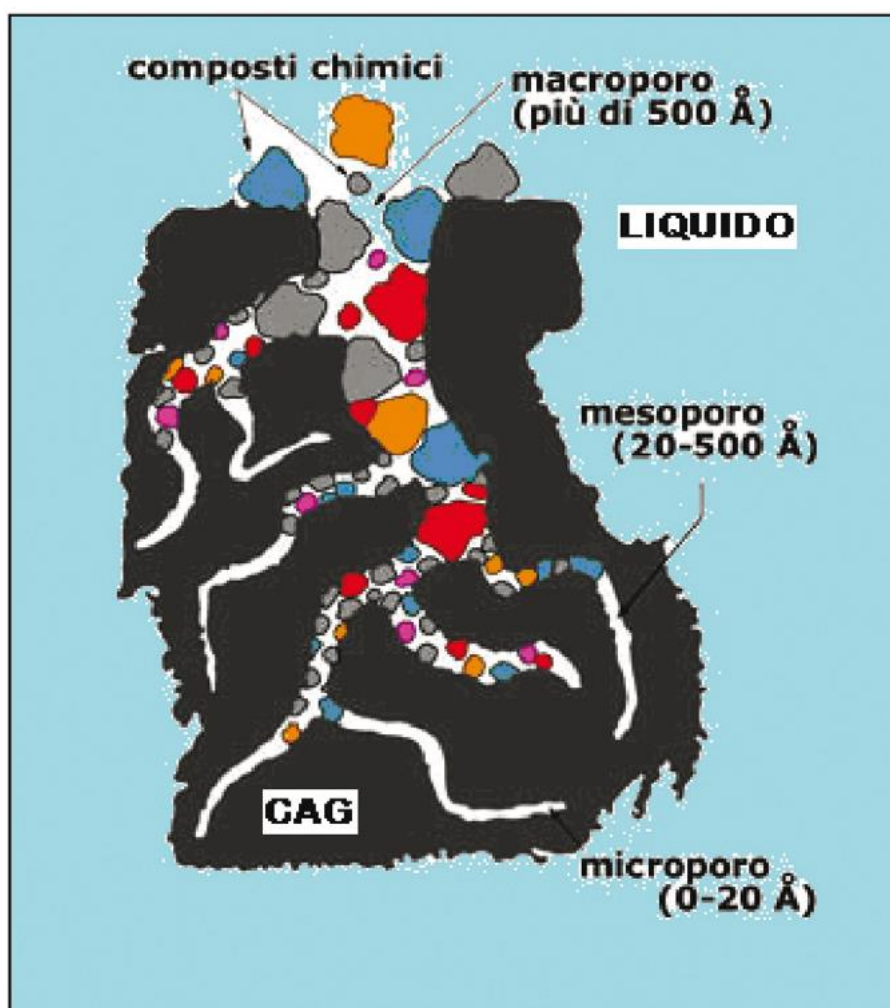 composti chimici
macroporo
(più di 500 Å)
LIQUIDO
mesoporo
(20-500 Å)
CAG
microporo
(0-20 Å)